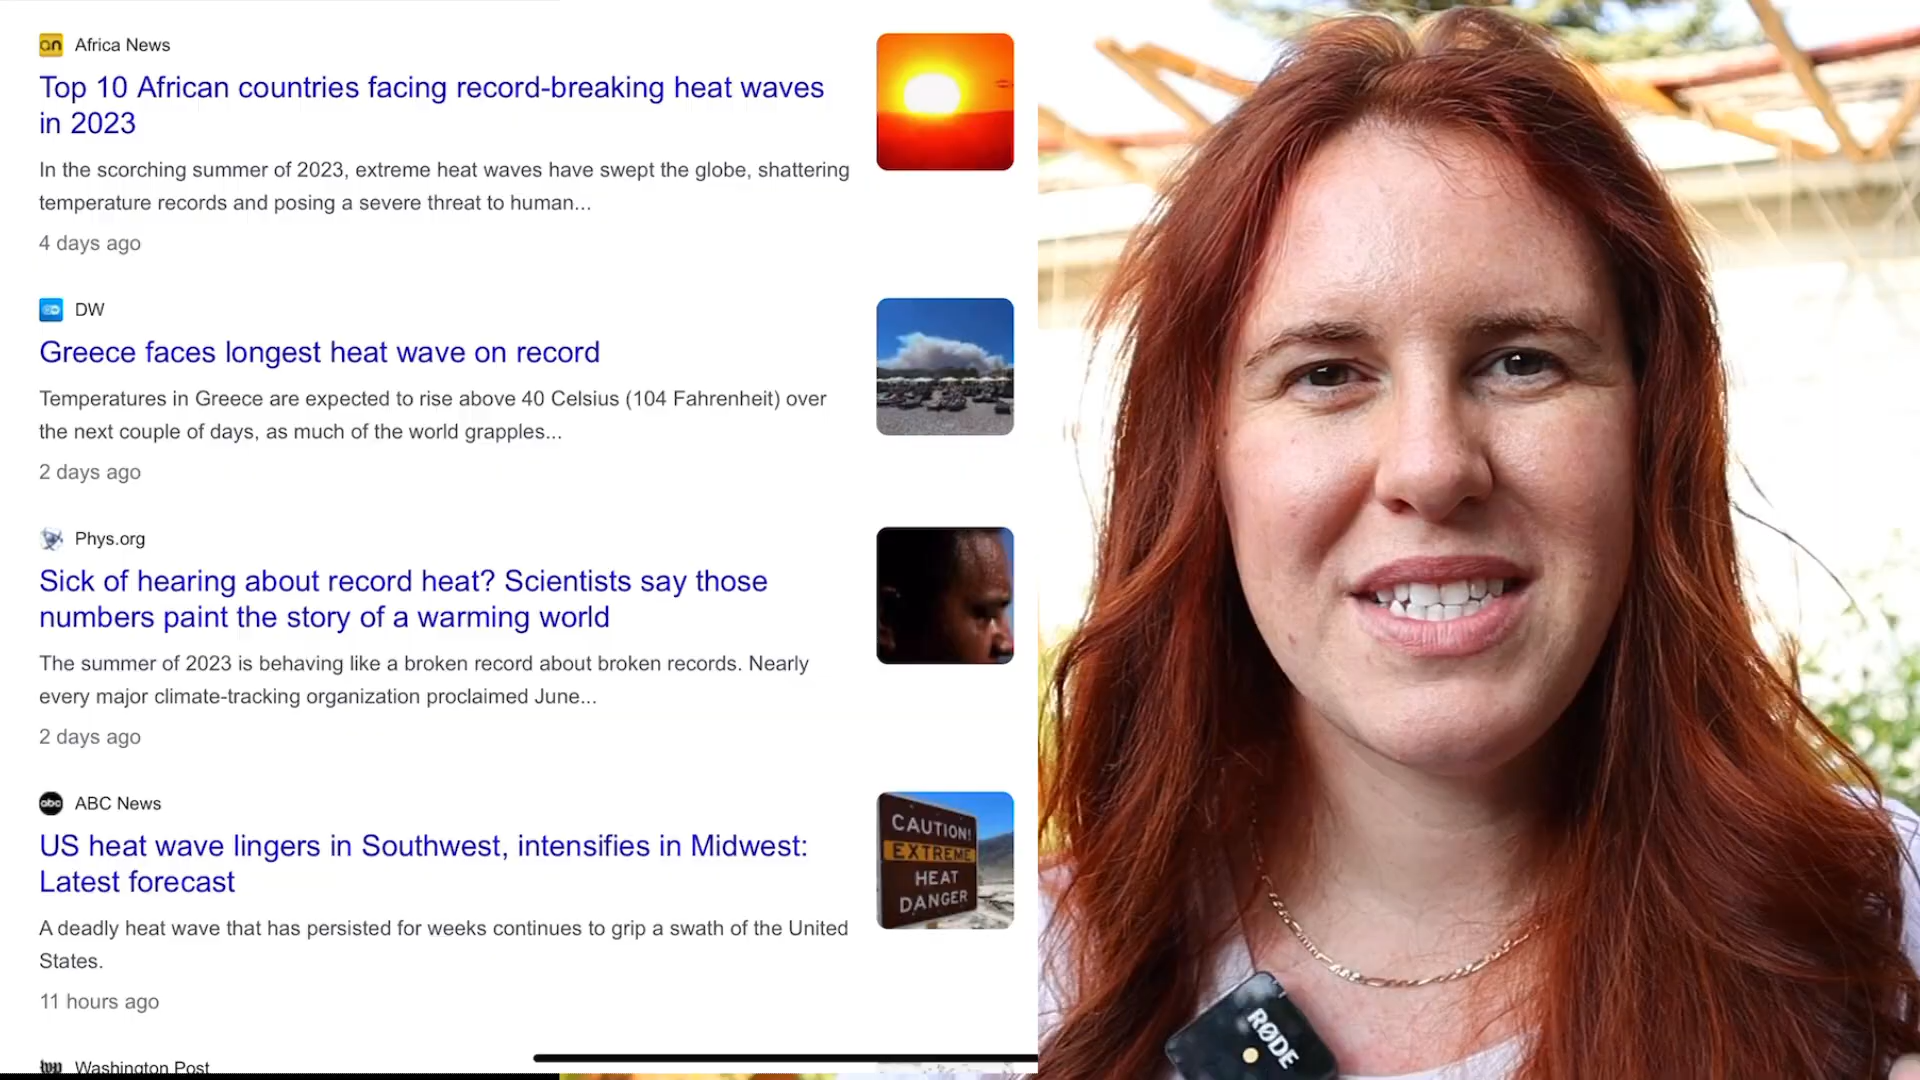 Africa News
Top 10 African countries facing record-breaking heat waves
in 2023
In the scorching summer of 2023, extreme heat waves have swept the globe, shattering
temperature records and posing a severe threat to human...
4 days ago
DW
Greece faces longest heat wave on record
Temperatures in Greece are expected to rise above 40 Celsius (104 Fahrenheit) over
the next couple of days, as much of the world grapples...
2 days ago
Phys.org
Sick of hearing about record heat? Scientists say those
numbers paint the story of a warming world
The summer of 2023 is behaving like a broken record about broken records. Nearly
every major climate-tracking organization proclaimed June...
2 days ago
abc
ABC News
US heat wave lingers in Southwest, intensifies in Midwest:
Latest forecast
A deadly heat wave that has persisted for weeks continues to grip a swath of the United
States.
11 hours ago
CAUTION!
EXTREME
HEAT
DANGER
wp
Washington Post
RØDE